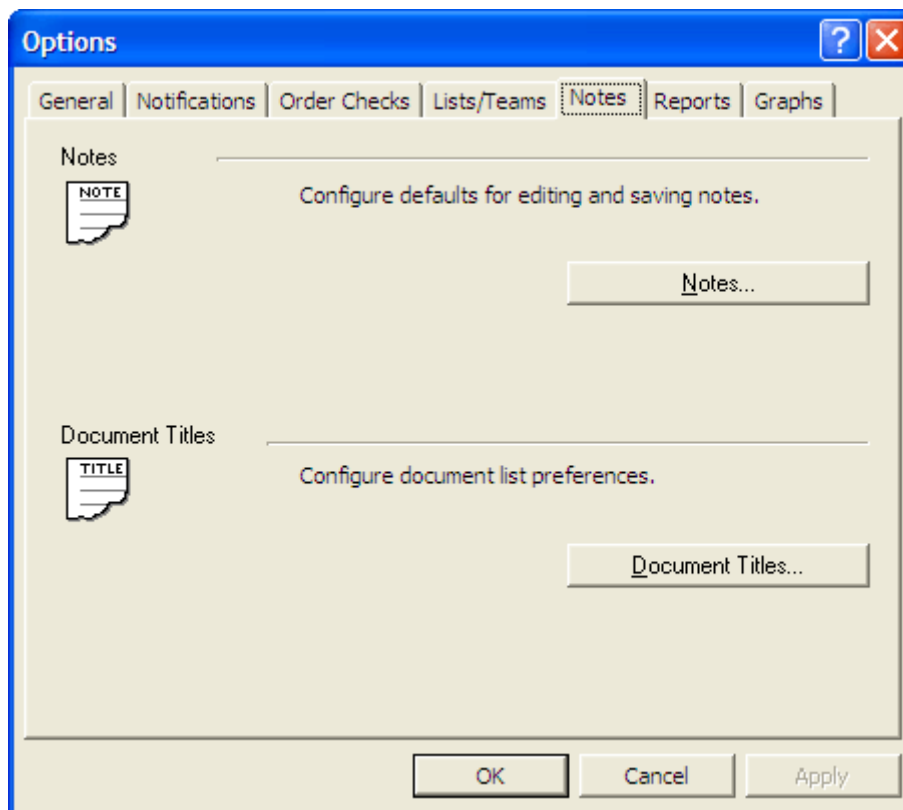 Options
General Notifications Order Checks Lists/Teams Notes Reports Graphs
Notes
NOTE
Configure defaults for editing and saving notes.
Notes...
Document Titles
TITLE
Configure document list preferences.
Document Titles...
OK Cancel Apply